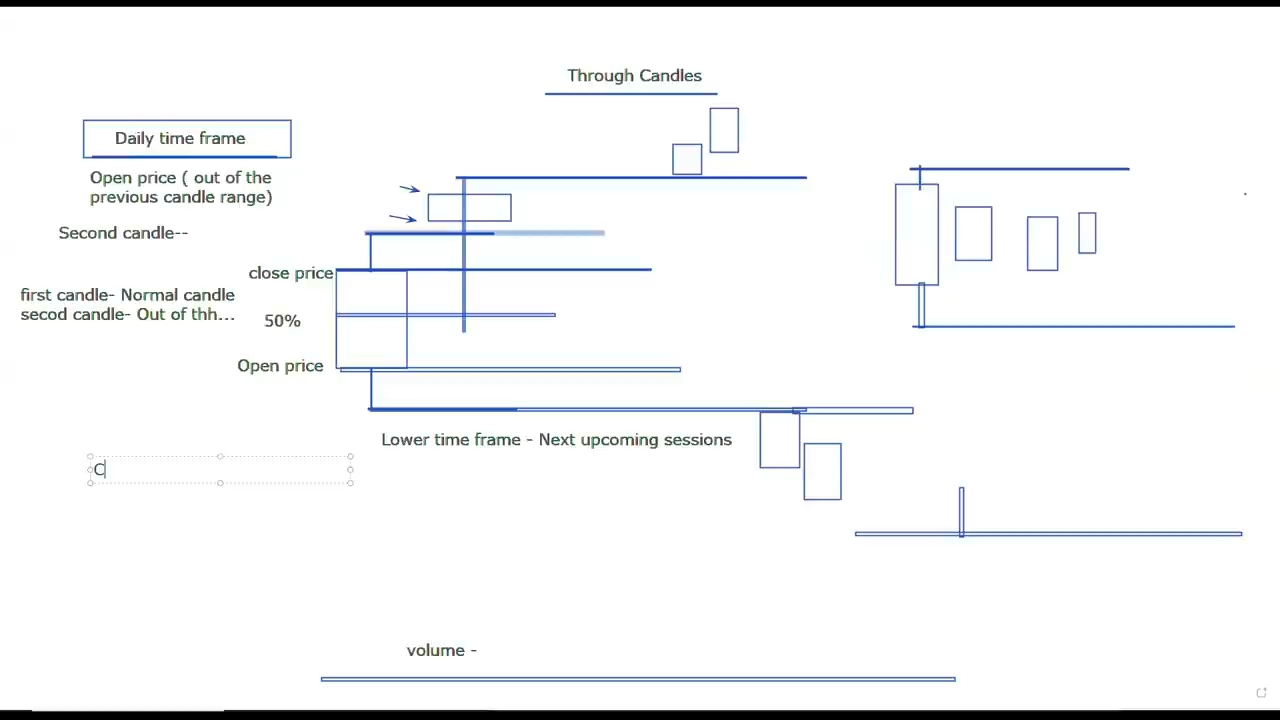 Through Candles
Daily time frame
Open price ( out of the
previous candle range)
Second candle--
close price
first candle- Normal candle
secod candle- Out of thh...
50%
Open price
Lower time frame - Next upcoming sessions
C
volume -